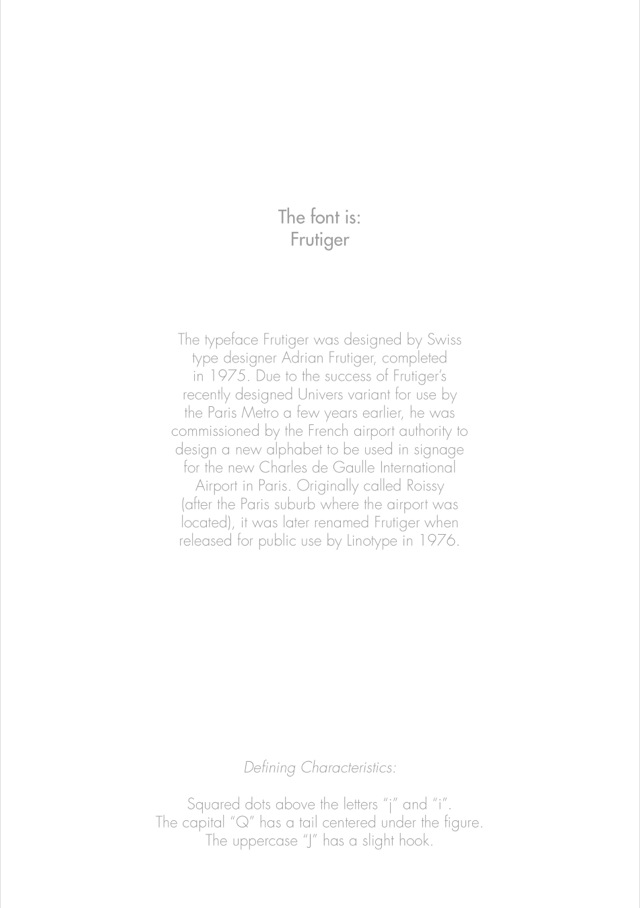 The font is:
Frutiger
The typeface Frutiger was designed by Swiss
type designer Adrian Frutiger, completed
in 1975. Due to the success of Frutiger’s
recently designed Univers variant for use by
the Paris Metro a few years earlier, he was
commissioned by the French airport authority to
design a new alphabet to be used in signage
for the new Charles de Gaulle International
Airport in Paris. Originally called Roissy
(after the Paris suburb where the airport was
located), it was later renamed Frutiger when
released for public use by Linotype in 1976.
Defining Characteristics:
Squared dots above the letters “j” and “i”.
The capital “Q” has a tail centered under the figure.
The uppercase “J” has a slight hook.